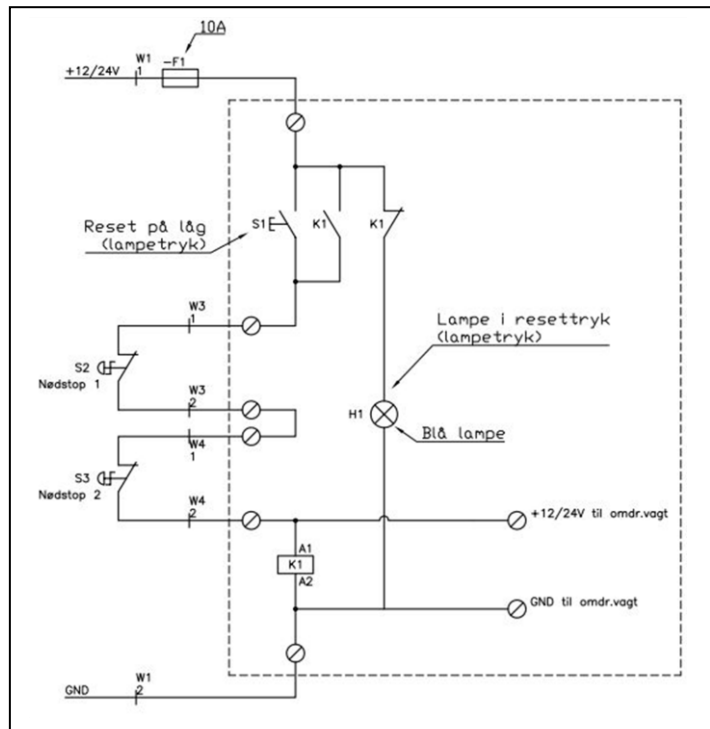 10A
W1
1
-F1
+12/24V
Reset på låg
(lampetryk)
S1
K1
K1
W3
1
Lampe i resettryk
(lampetryk)
S2
Nødstop 1
W3
2
H1
Blå lampe
W4
1
S3
Nødstop 2
W4
2
+12/24V til omdr.vagt
A1
K1
A2
GND til omdr.vagt
W1
2
GND